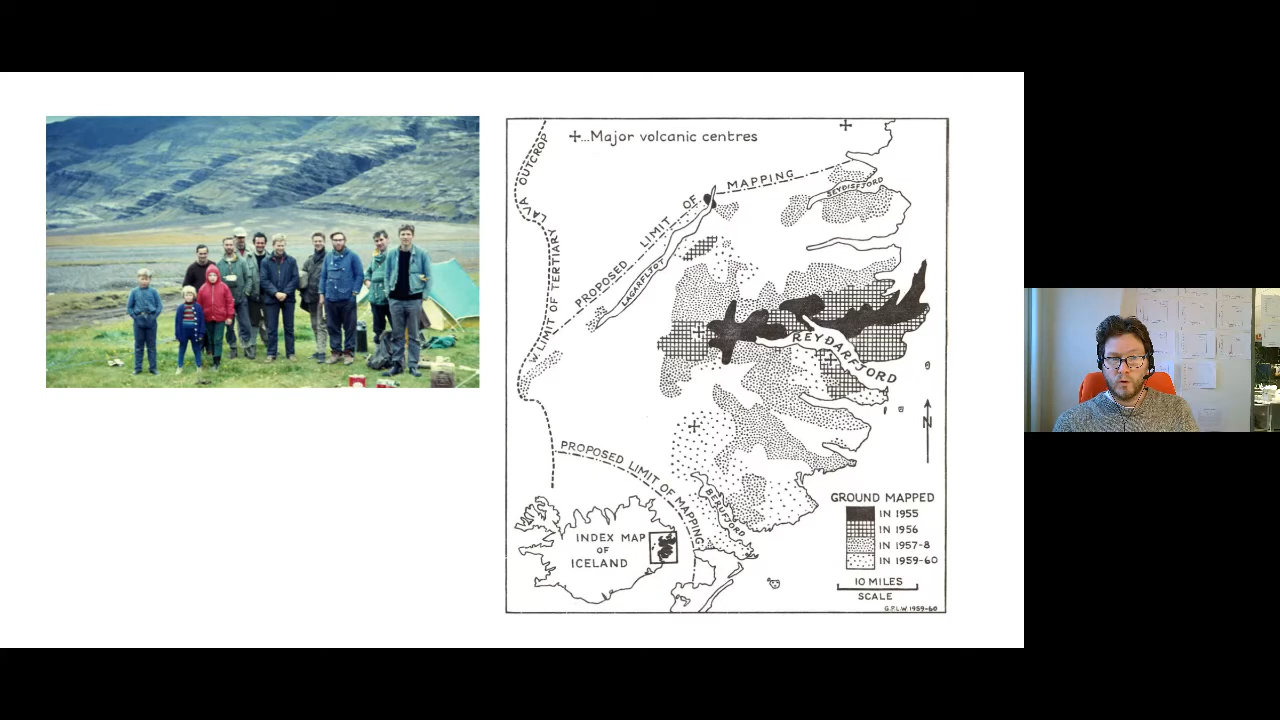 ✢...Major volcanic centres
W. LIMIT OF TERTIARY LAVA OUTCROP
PROPOSED LIMIT OF MAPPING
SEYDISFJORD
LAGARFLJOT
REYÐARFJORD
N
PROPOSED LIMIT OF MAPPING
BERUFJORD
INDEX MAP
OF
ICELAND
GROUND MAPPED
IN 1955
IN 1956
IN 1957-8
IN 1959-60
10 MILES
SCALE
G.P.L.W. 1959-60